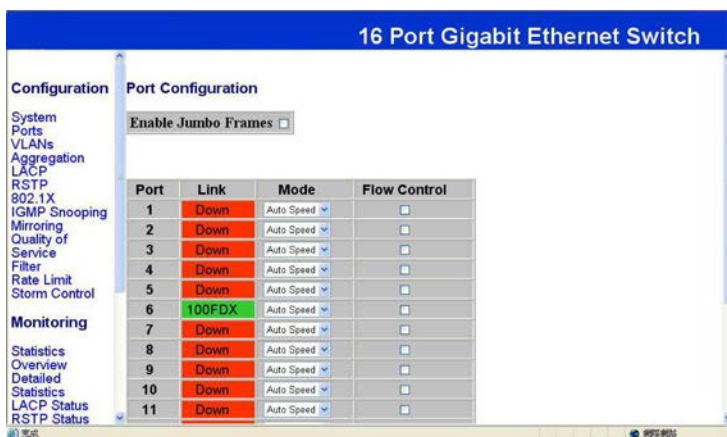 16 Port Gigabit Ethernet Switch
Configuration
System
Ports
VLANs
Aggregation
LACP
RSTP
802.1X
IGMP Snooping
Mirroring
Quality of
Service
Filter
Rate Limit
Storm Control
Monitoring
Statistics
Overview
Detailed
Statistics
LACP Status
RSTP Status
Port Configuration
Enable Jumbo Frames
Port Link Mode Flow Control
1 Down Auto Speed
2 Down Auto Speed
3 Down Auto Speed
4 Down Auto Speed
5 Down Auto Speed
6 100FDX Auto Speed
7 Down Auto Speed
8 Down Auto Speed
9 Down Auto Speed
10 Down Auto Speed
11 Down Auto Speed
完成